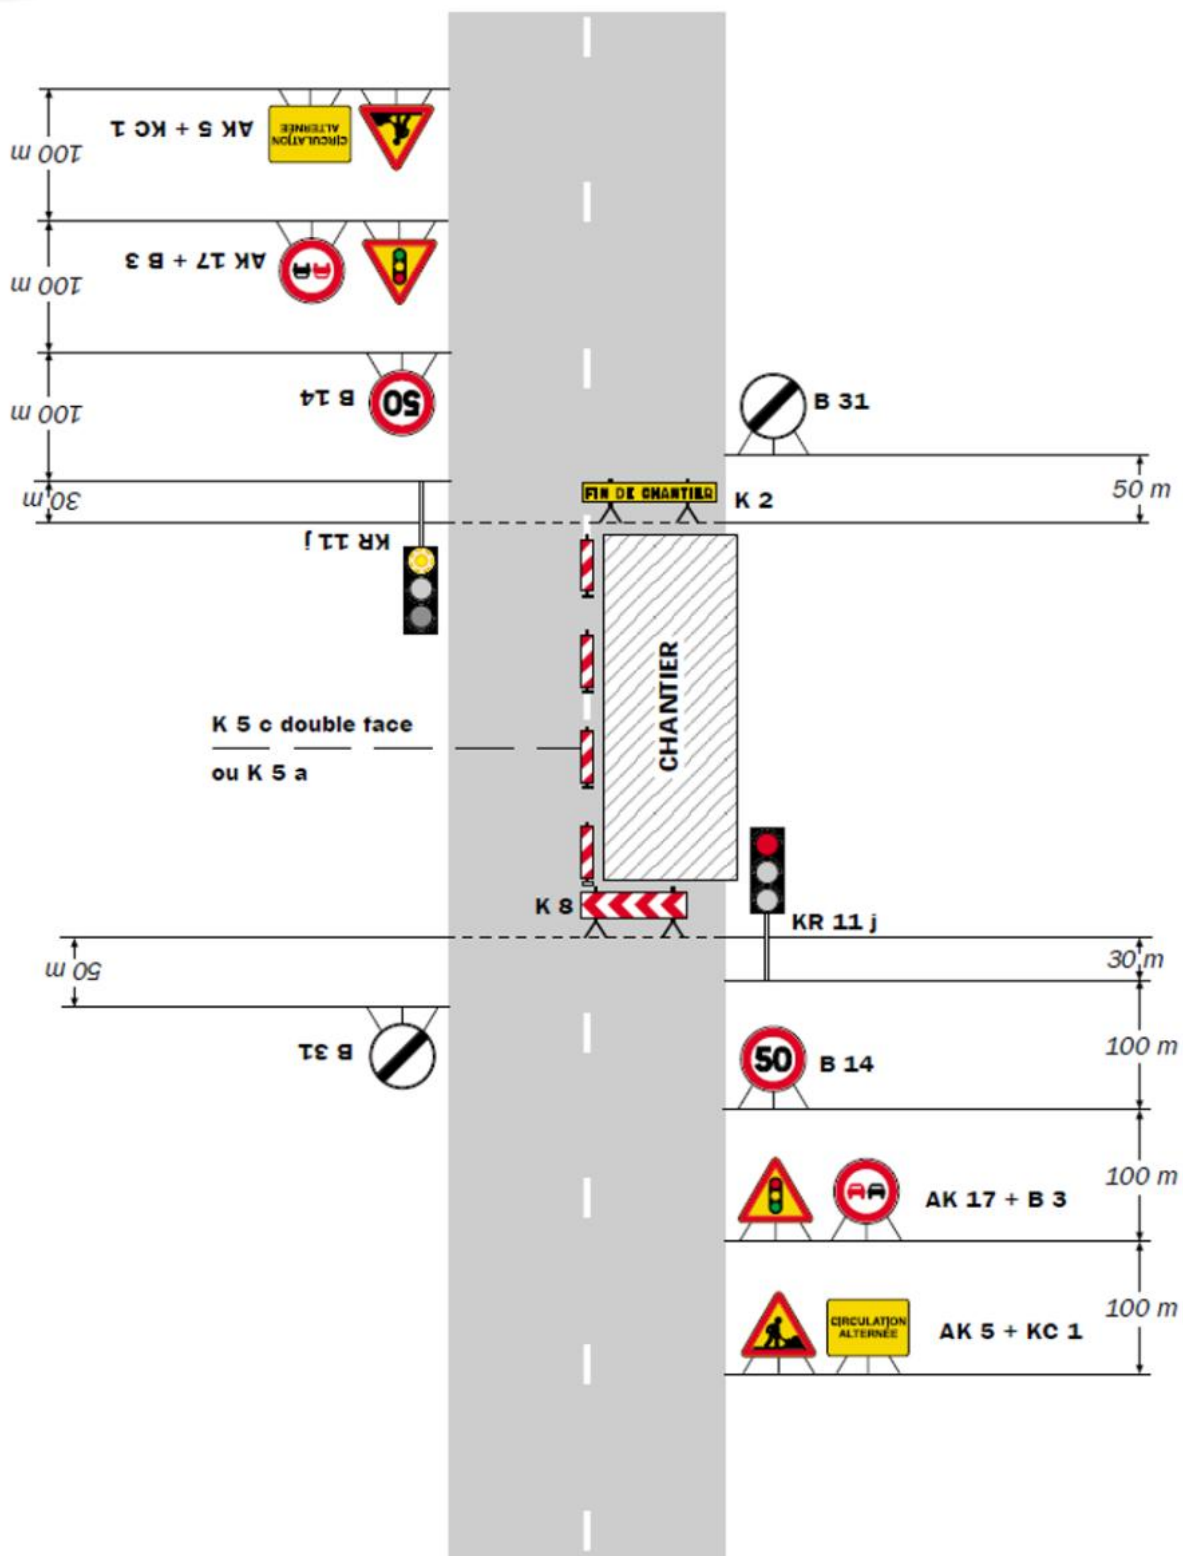 AK 5 + KC 1
CIRCULATION
ALTERNÉE
100 m
AK 17 + B 3
100 m
B 14
50
100 m
B 31
30 m
FIN DE CHANTIER
K 2
50 m
KR 11 j
CHANTIER
K 5 c double face
ou K 5 a
K 8
KR 11 j
50 m
30 m
B 31
50
B 14
100 m
AK 17 + B 3
100 m
CIRCULATION
ALTERNÉE
AK 5 + KC 1
100 m